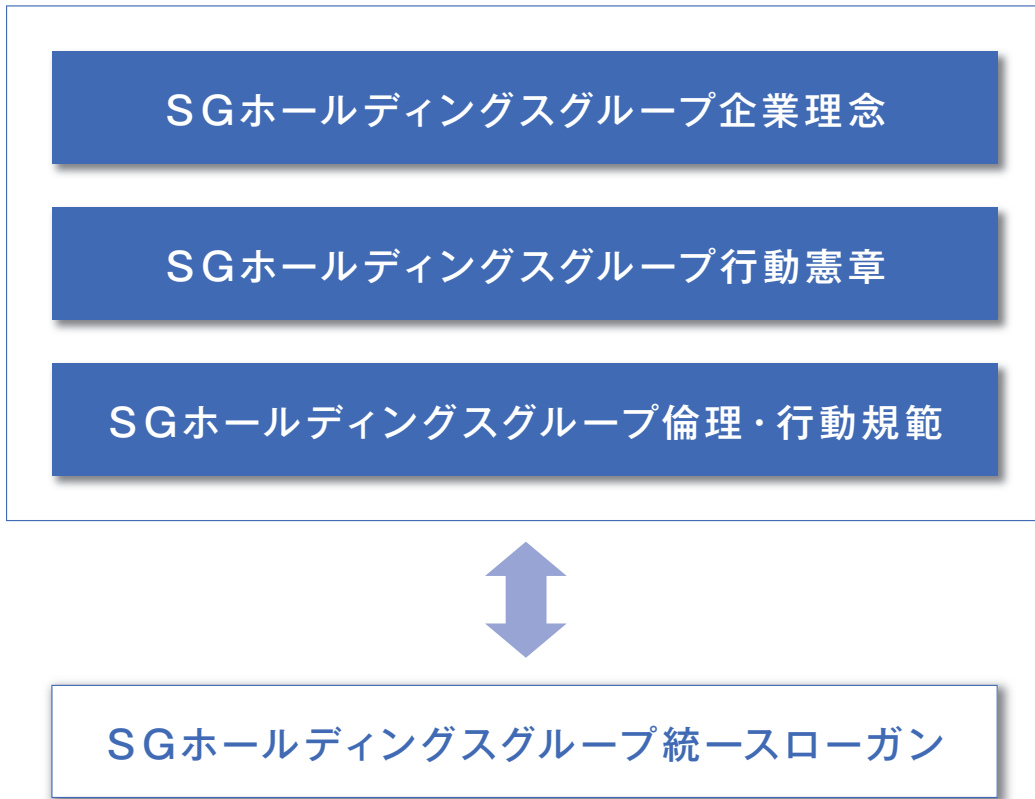 SGホールディングスグループ企業理念
SGホールディングスグループ行動憲章
SGホールディングスグループ倫理・行動規範
SGホールディングスグループ統一スローガン